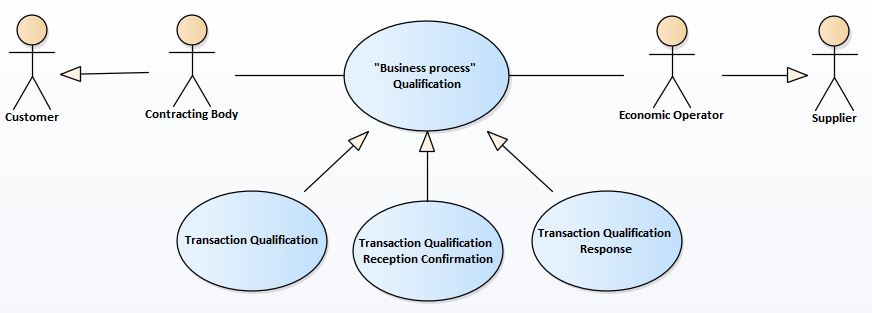 "Business process"
Qualification
Customer
Contracting Body
Economic Operator
Supplier
Transaction Qualification
Transaction Qualification
Reception Confirmation
Transaction Qualification
Response